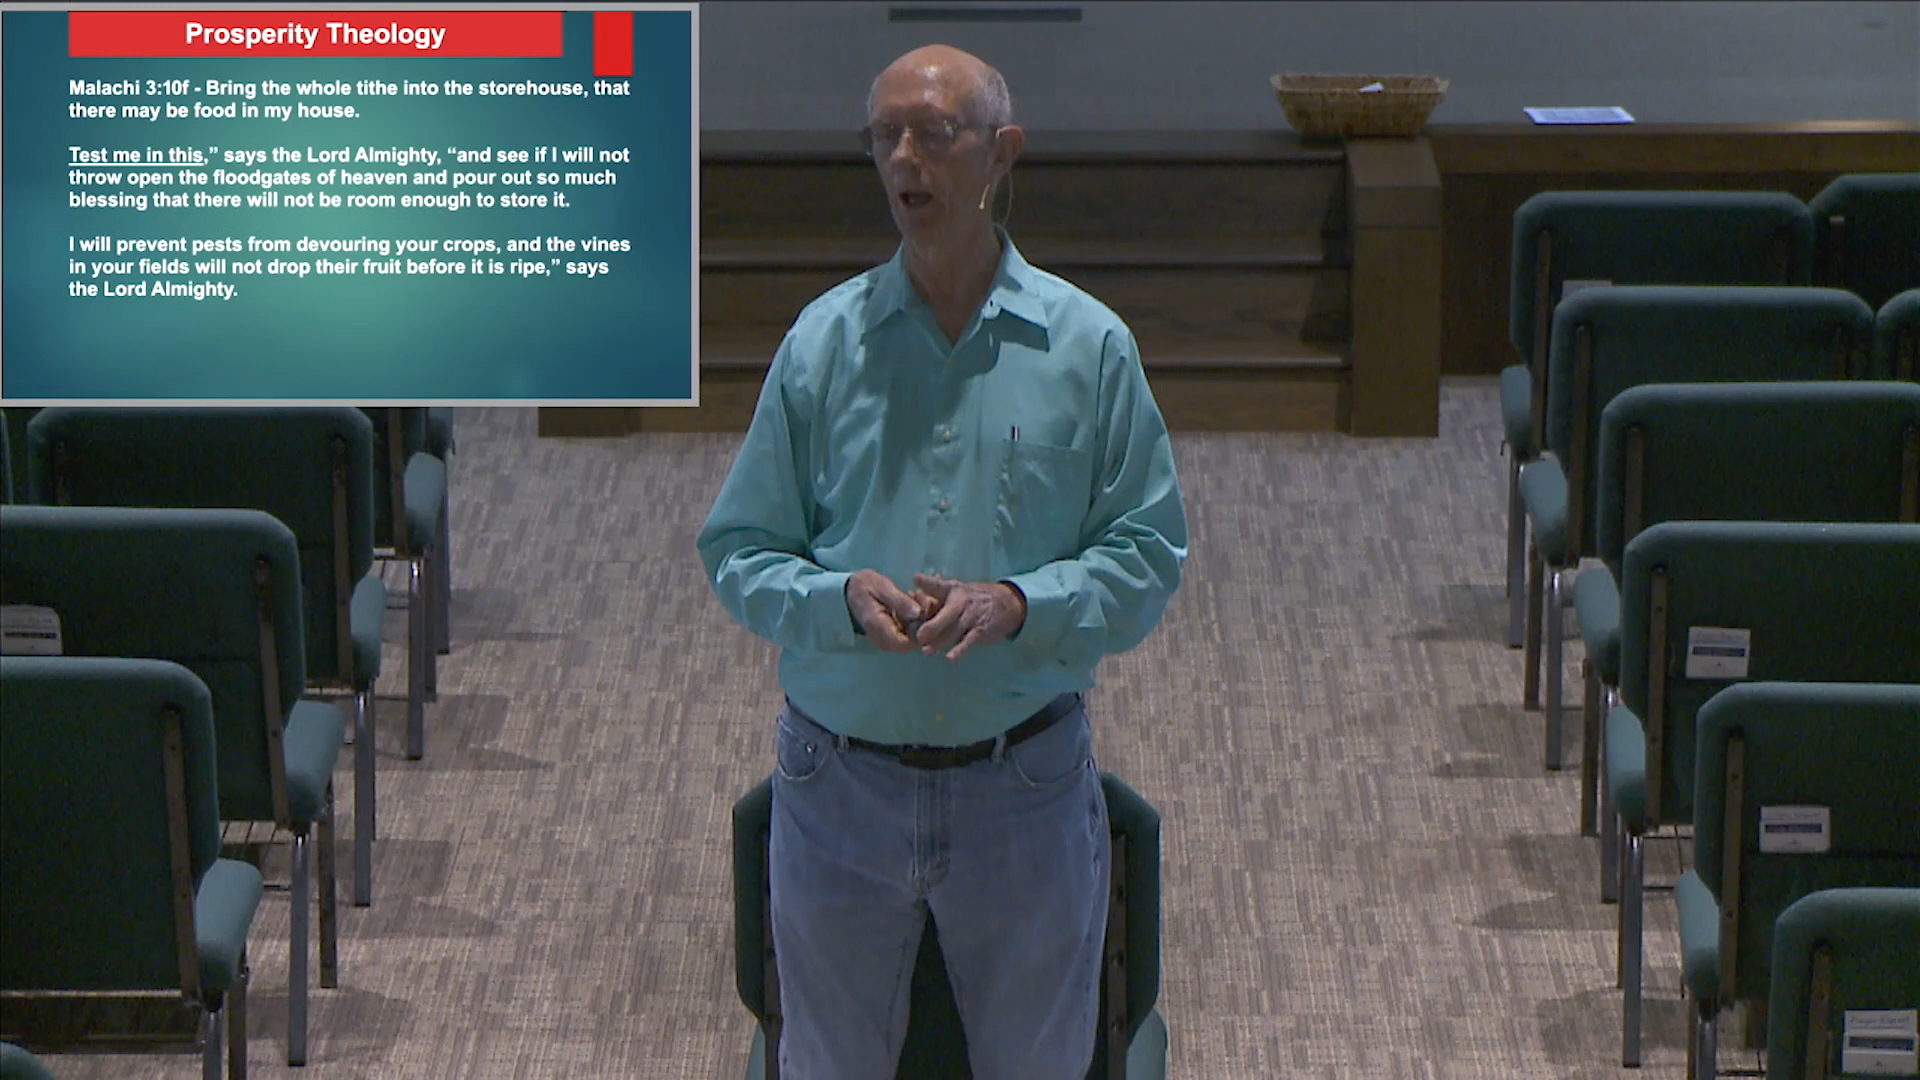 Prosperity Theology
Malachi 3:10f - Bring the whole tithe into the storehouse, that
there may be food in my house.
Test me in this,” says the Lord Almighty, “and see if I will not
throw open the floodgates of heaven and pour out so much
blessing that there will not be room enough to store it.
I will prevent pests from devouring your crops, and the vines
in your fields will not drop their fruit before it is ripe,” says
the Lord Almighty.